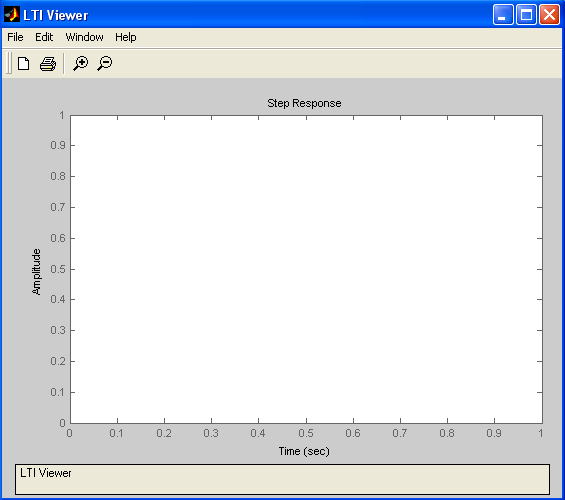 LTI Viewer
File Edit Window Help
Step Response
Amplitude
1
0.9
0.8
0.7
0.6
0.5
0.4
0.3
0.2
0.1
0
0 0.1 0.2 0.3 0.4 0.5 0.6 0.7 0.8 0.9 1
Time (sec)
LTI Viewer